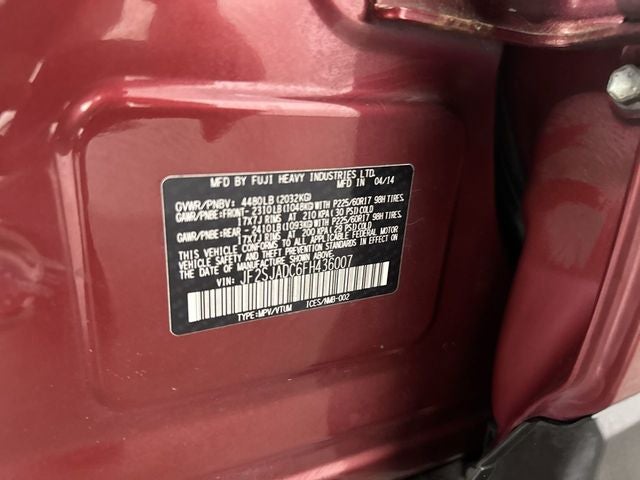 MFD BY FUJI HEAVY INDUSTRIES LTD.
MFD IN 04/14
GVWR/PNBV: 4480LB(2032KG)
GAWR/PNBE:FRONT- 2310LB(1048KG)WITH P225/60R17 98H TIRES,
17X7J RIMS AT 210 KPA(30 PSI)COLD
GAWR/PNBE:REAR - 2410LB(1093KG)WITH P225/60R17 98H TIRES,
17X7J RIMS AT 200 KPA(29 PSI)COLD
THIS VEHICLE CONFORMS TO ALL APPLICABLE FEDERAL MOTOR
VEHICLE SAFETY AND THEFT PREVENTION STANDARDS IN EFFECT ON
THE DATE OF MANUFACTURE SHOWN ABOVE.
VIN: JF2SJADC6FH436007
TYPE:MPV/VTUM ICES/NMB-002